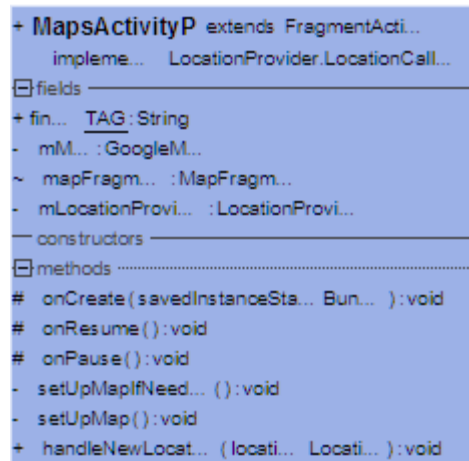 + MapsActivityP extends FragmentActi...
impleme... LocationProvider.LocationCall...
fields
+ fin... TAG:String
- mM... :GoogleM...
~ mapFragm... :MapFragm...
- mLocationProvi... :LocationProvi...
constructors
methods
# onCreate(savedInstanceSta... Bun... ):void
# onResume():void
# onPause():void
- setUpMapIfNeed... ():void
- setUpMap():void
+ handleNewLocat... (locati... Locati... ):void